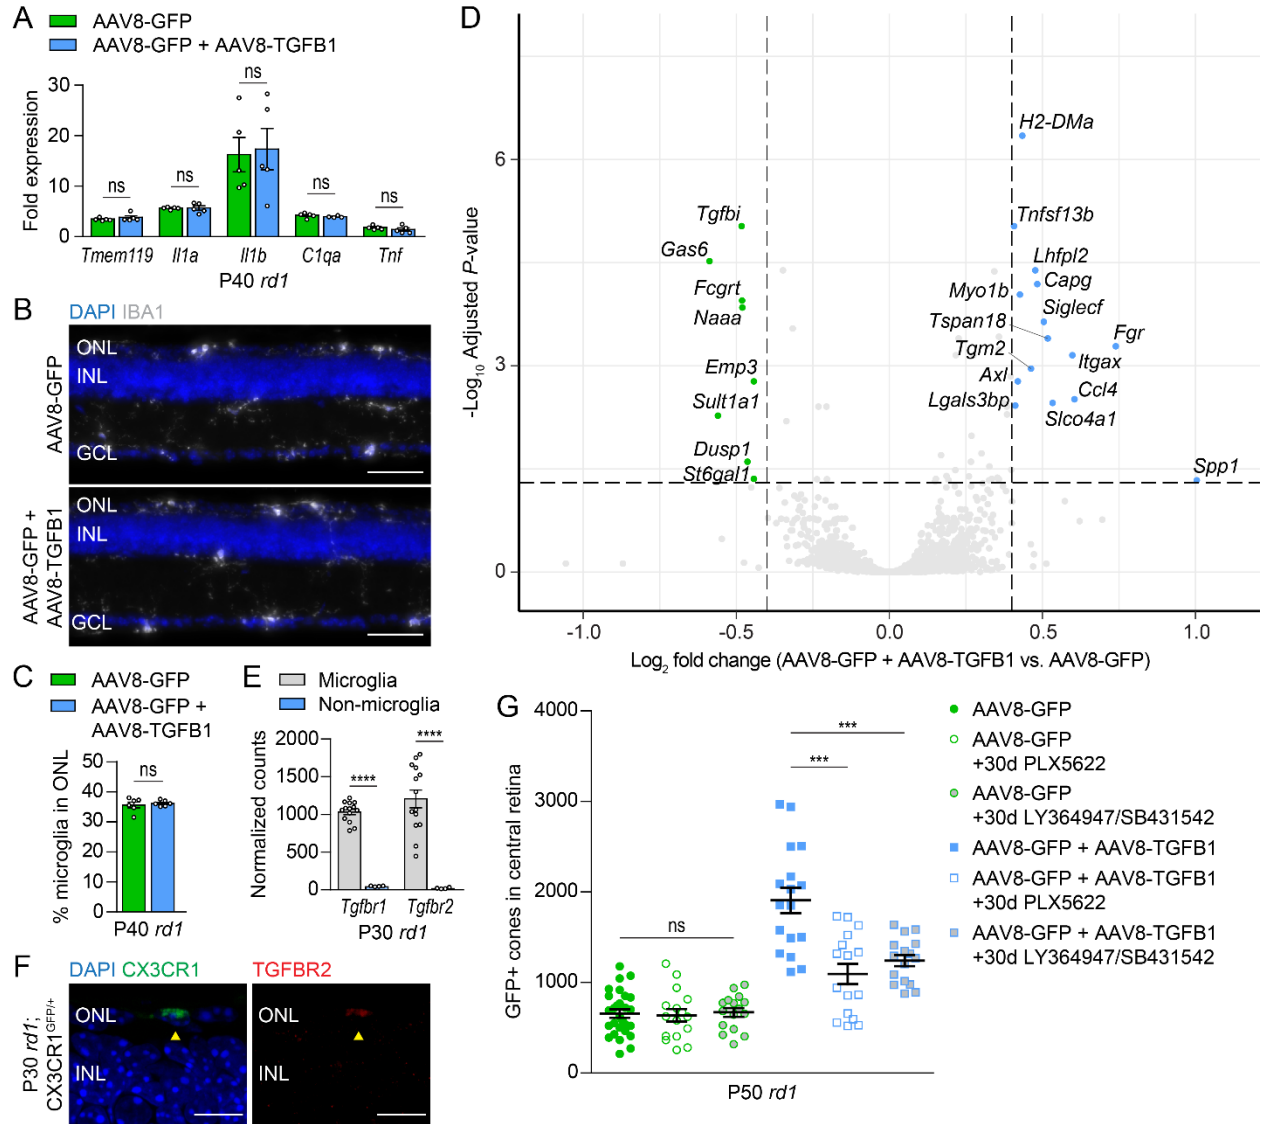 A
AAV8-GFP
AAV8-GFP + AAV8-TGFB1
Fold expression
30
20
10
0
ns
ns
ns
ns
ns
Tmem119
Il1a
Il1b
C1qa
Tnf
P40 rd1
B
DAPI IBA1
AAV8-GFP
ONL
INL
GCL
AAV8-GFP +
AAV8-TGFB1
ONL
INL
GCL
C
AAV8-GFP
AAV8-GFP +
AAV8-TGFB1
% microglia in ONL
50
40
30
20
10
0
ns
P40 rd1
D
-Log10 Adjusted P-value
6
3
0
H2-DMa
Tnfsf13b
Lhfpl2
Capg
Myo1b
Siglecf
Tspan18
Fgr
Tgm2
Itgax
Axl
Ccl4
Lgals3bp
Slco4a1
Spp1
Tgfbi
Gas6
Fcgrt
Naaa
Emp3
Sult1a1
Dusp1
St6gal1
-1.0
-0.5
0.0
0.5
1.0
Log2 fold change (AAV8-GFP + AAV8-TGFB1 vs. AAV8-GFP)
E
Microglia
Non-microglia
Normalized counts
2000
1500
1000
500
0
****
****
Tgfbr1
Tgfbr2
P30 rd1
F
DAPI CX3CR1
TGFBR2
P30 rd1;
CX3CR1GFP/+
ONL
INL
ONL
INL
G
GFP+ cones in central retina
4000
3000
2000
1000
0
ns
***
***
P50 rd1
AAV8-GFP
AAV8-GFP
+30d PLX5622
AAV8-GFP
+30d LY364947/SB431542
AAV8-GFP + AAV8-TGFB1
AAV8-GFP + AAV8-TGFB1
+30d PLX5622
AAV8-GFP + AAV8-TGFB1
+30d LY364947/SB431542